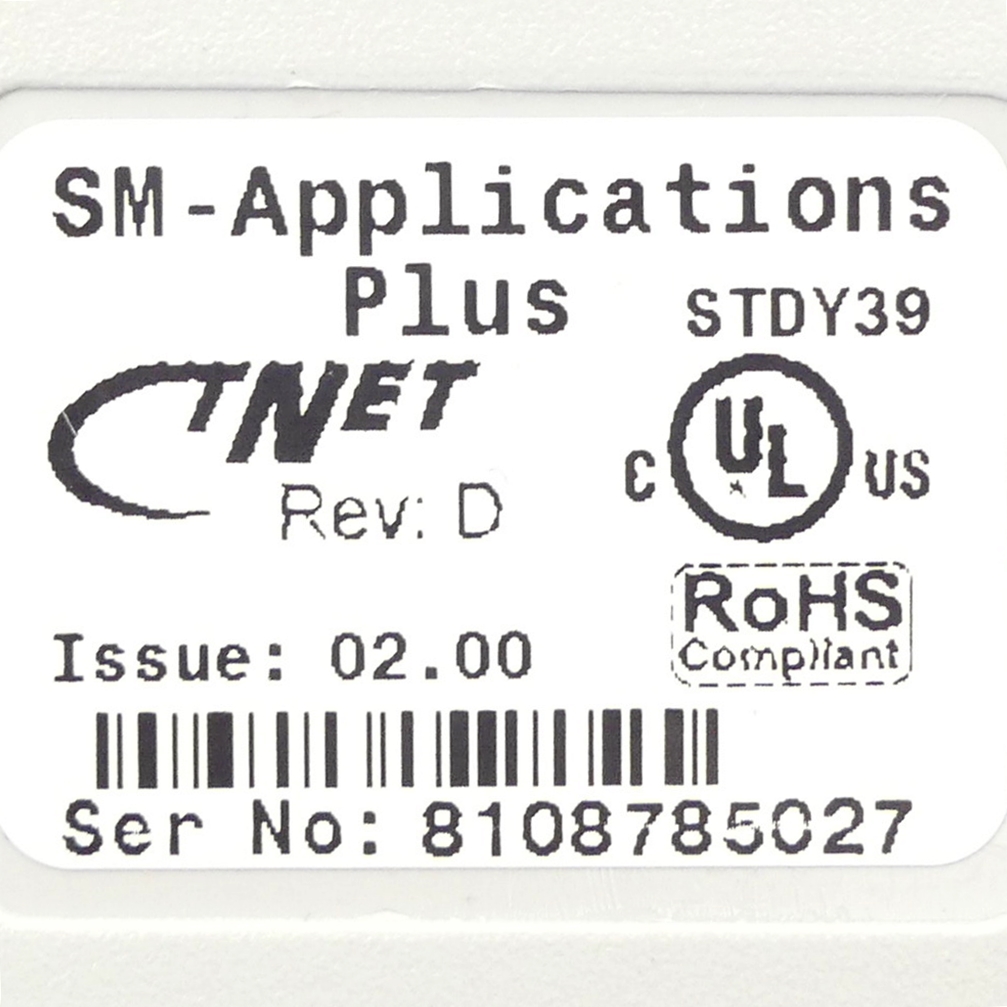 SM-Applications
Plus
STDY39
CTNET
Rev: D
C UL US
RoHS
Compliant
Issue: 02.00
Ser No: 8108785027